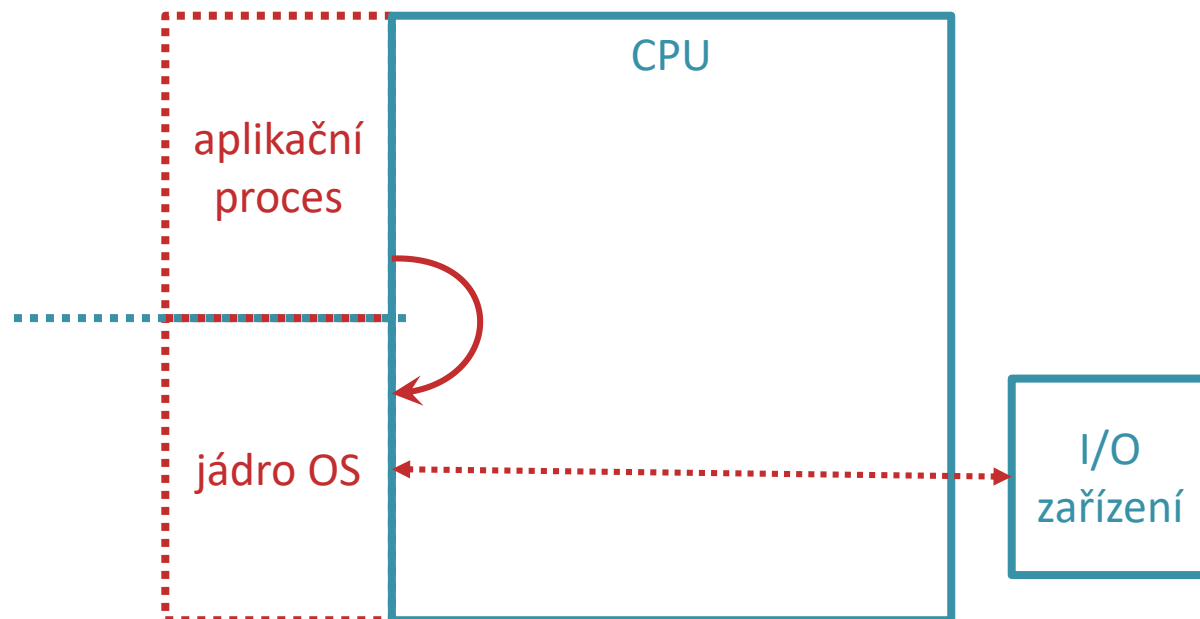 CPU
aplikační
proces
jádro OS
I/O
zařízení